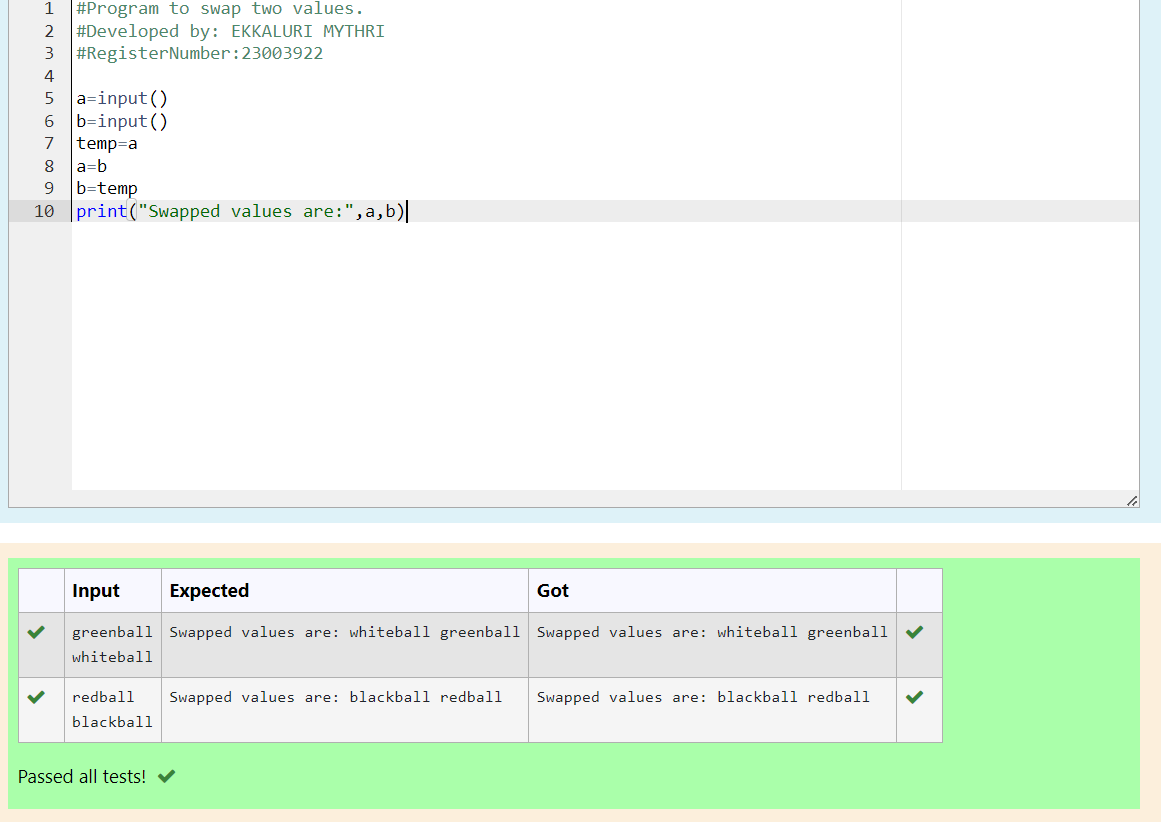 1 #Program to swap two values.
2 #Developed by: EKKALURI MYTHRI
3 #RegisterNumber:23003922
4
5 a=input()
6 b=input()
7 temp=a
8 a=b
9 b=temp
10 print("Swapped values are:",a,b)
Input Expected Got
greenball Swapped values are: whiteball greenball Swapped values are: whiteball greenball
whiteball
redball Swapped values are: blackball redball Swapped values are: blackball redball
blackball
Passed all tests!